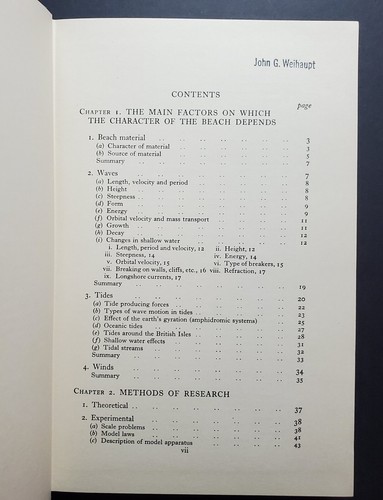 John G. Weihaupt
CONTENTS
page
CHAPTER 1. THE MAIN FACTORS ON WHICH
THE CHARACTER OF THE BEACH DEPENDS
1. Beach material 3
(a) Character of material 3
(b) Source of material 5
Summary 7
2. Waves 7
(a) Length, velocity and period 8
(b) Height 8
(c) Steepness 8
(d) Form 9
(e) Energy 9
(f) Orbital velocity and mass transport 11
(g) Growth 11
(h) Decay 12
(i) Changes in shallow water 12
i. Length, period and velocity, 12 ii. Height, 12
iii. Steepness, 14 iv. Energy, 14
v. Orbital velocity, 15 vi. Type of breakers, 15
vii. Breaking on walls, cliffs, etc., 16 viii. Refraction, 17
ix. Longshore currents, 17
Summary 19
3. Tides 20
(a) Tide producing forces 22
(b) Types of wave motion in tides 23
(c) Effect of the earth's gyration (amphidromic systems) 25
(d) Oceanic tides 27
(e) Tides around the British Isles 28
(f) Shallow water effects 31
(g) Tidal streams 32
Summary 33
4. Winds 34
Summary 35
CHAPTER 2. METHODS OF RESEARCH
1. Theoretical 37
2. Experimental 38
(a) Scale problems 38
(b) Model laws 41
(c) Description of model apparatus 43
vii